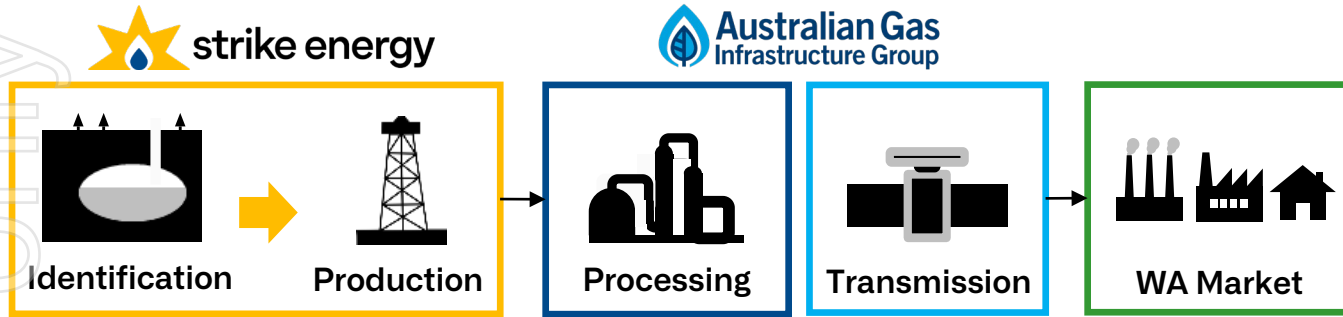 strike energy
Australian Gas
Infrastructure Group
Identification
Production
Processing
Transmission
WA Market